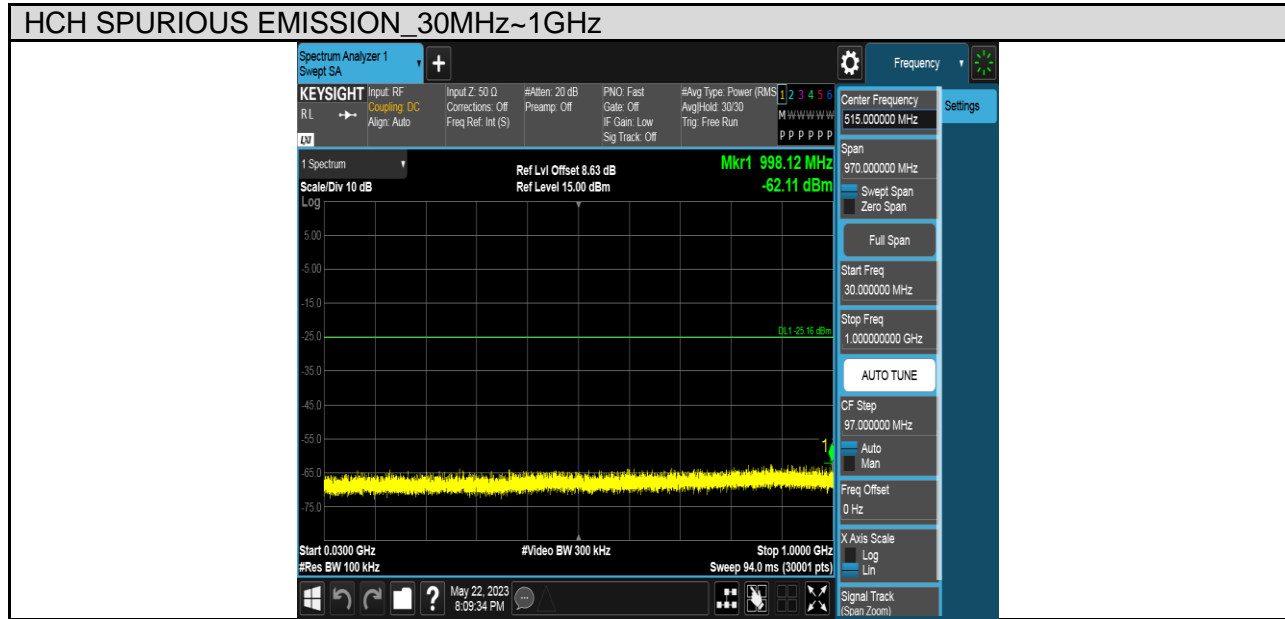 HCH SPURIOUS EMISSION_30MHz~1GHz
Spectrum Analyzer 1
Swept SA
+
Frequency
Settings
KEYSIGHT
RL
LXI
Input: RF
Coupling: DC
Align: Auto
Input Z: 50 Ω
Corrections: Off
Freq Ref: Int (S)
#Atten: 20 dB
Preamp: Off
PNO: Fast
Gate: Off
IF Gain: Low
Sig Track: Off
#Avg Type: Power (RMS
Avg|Hold: 30/30
Trig: Free Run
1 2 3 4 5 6
M W W W W W
P P P P P P
1 Spectrum
Scale/Div 10 dB
Log
Ref Lvl Offset 8.63 dB
Ref Level 15.00 dBm
Mkr1 998.12 MHz
-62.11 dBm
5.00
-5.00
-15.0
-25.0
DL1 -25.16 dBm
-35.0
-45.0
-55.0
1
-65.0
-75.0
Start 0.0300 GHz
#Video BW 300 kHz
Stop 1.0000 GHz
#Res BW 100 kHz
Sweep 94.0 ms (30001 pts)
?
May 22, 2023
8:09:34 PM
Center Frequency
515.000000 MHz
Span
970.000000 MHz
Swept Span
Zero Span
Full Span
Start Freq
30.000000 MHz
Stop Freq
1.000000000 GHz
AUTO TUNE
CF Step
97.000000 MHz
Auto
Man
Freq Offset
0 Hz
X Axis Scale
Log
Lin
Signal Track
(Span Zoom)